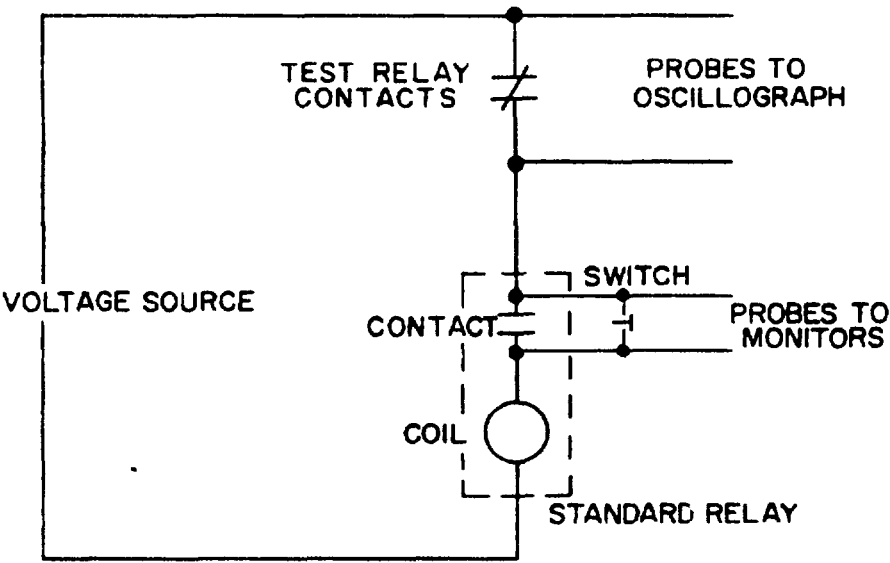 TEST RELAY
CONTACTS
PROBES TO
OSCILLOGRAPH
SWITCH
VOLTAGE SOURCE
CONTACT
PROBES TO
MONITORS
COIL
STANDARD RELAY